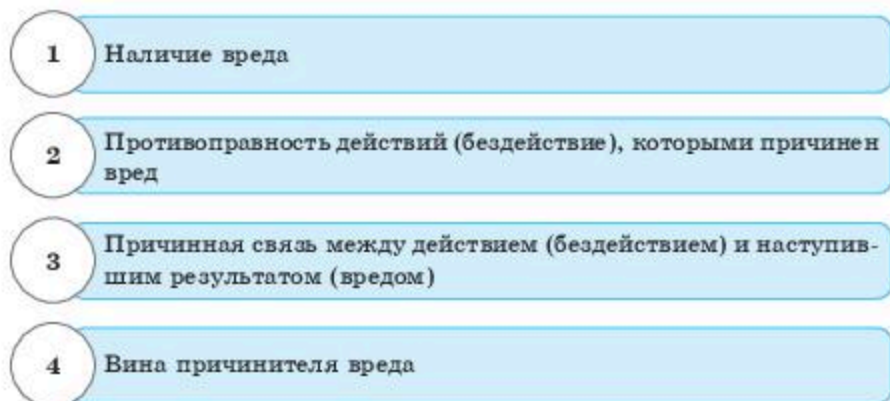 1 Наличие вреда
2 Противоправность действий (бездействие), которыми причинен
вред
3 Причинная связь между действием (бездействием) и наступив-
шим результатом (вредом)
4 Вина причинителя вреда